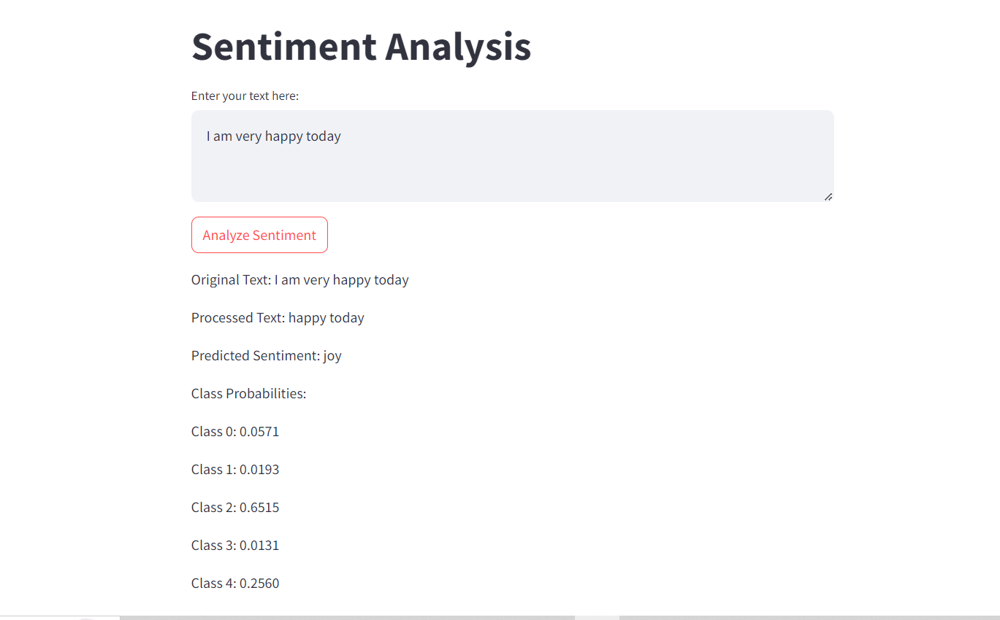 Sentiment Analysis
Enter your text here:
I am very happy today
Analyze Sentiment
Original Text: I am very happy today
Processed Text: happy today
Predicted Sentiment: joy
Class Probabilities:
Class 0: 0.0571
Class 1: 0.0193
Class 2: 0.6515
Class 3: 0.0131
Class 4: 0.2560